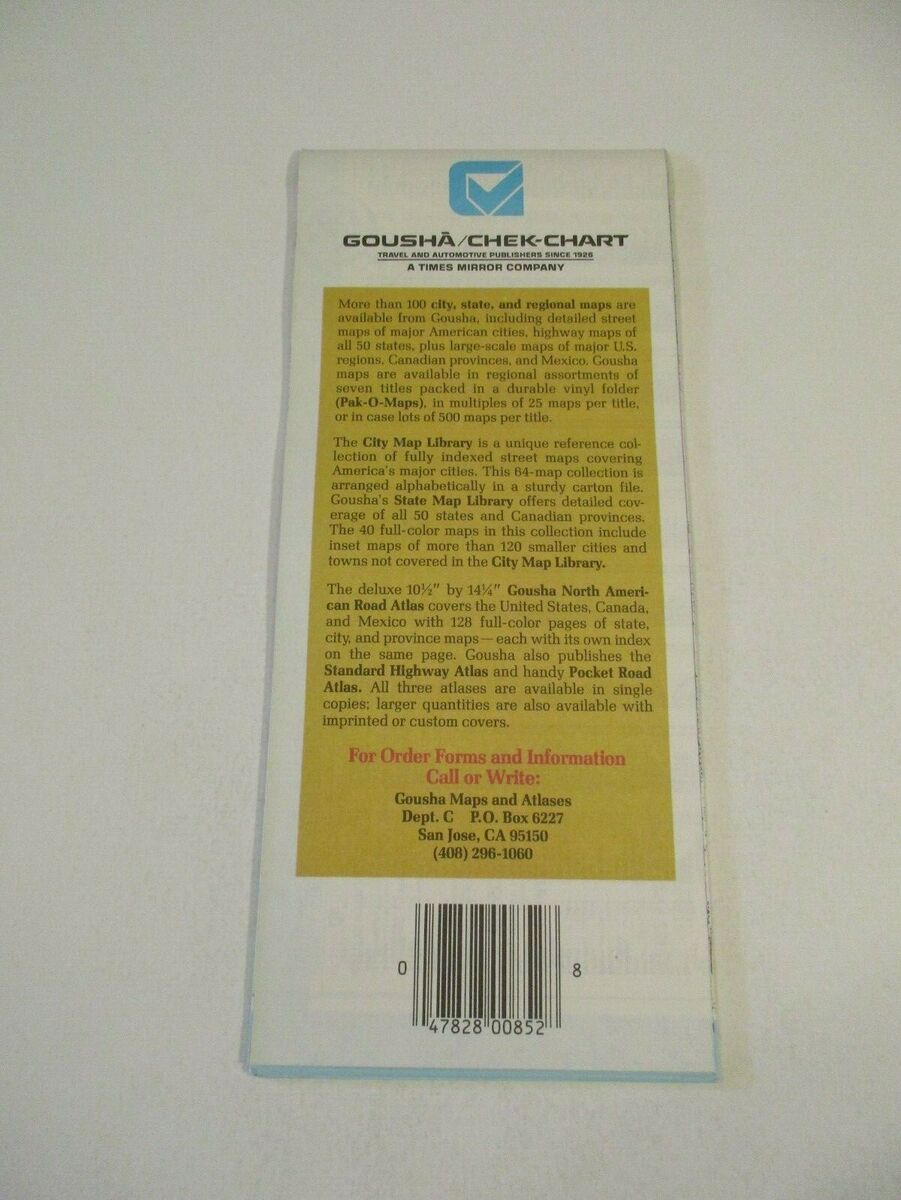 GOUSHĀ/CHEK-CHART
TRAVEL AND AUTOMOTIVE PUBLISHERS SINCE 1926
A TIMES MIRROR COMPANY
More than 100 city, state, and regional maps are
available from Gousha, including detailed street
maps of major American cities, highway maps of
all 50 states, plus large-scale maps of major U.S.
regions, Canadian provinces, and Mexico. Gousha
maps are available in regional assortments of
seven titles packed in a durable vinyl folder
(Pak-O-Maps), in multiples of 25 maps per title,
or in case lots of 500 maps per title.
The City Map Library is a unique reference col-
lection of fully indexed street maps covering
America's major cities. This 64-map collection is
arranged alphabetically in a sturdy carton file.
Gousha's State Map Library offers detailed cov-
erage of all 50 states and Canadian provinces.
The 40 full-color maps in this collection include
inset maps of more than 120 smaller cities and
towns not covered in the City Map Library.
The deluxe 10½" by 14¼" Gousha North Ameri-
can Road Atlas covers the United States, Canada,
and Mexico with 128 full-color pages of state,
city, and province maps—each with its own index
on the same page. Gousha also publishes the
Standard Highway Atlas and handy Pocket Road
Atlas. All three atlases are available in single
copies; larger quantities are also available with
imprinted or custom covers.
For Order Forms and Information
Call or Write:
Gousha Maps and Atlases
Dept. C P.O. Box 6227
San Jose, CA 95150
(408) 296-1060
0 47828 00852 8